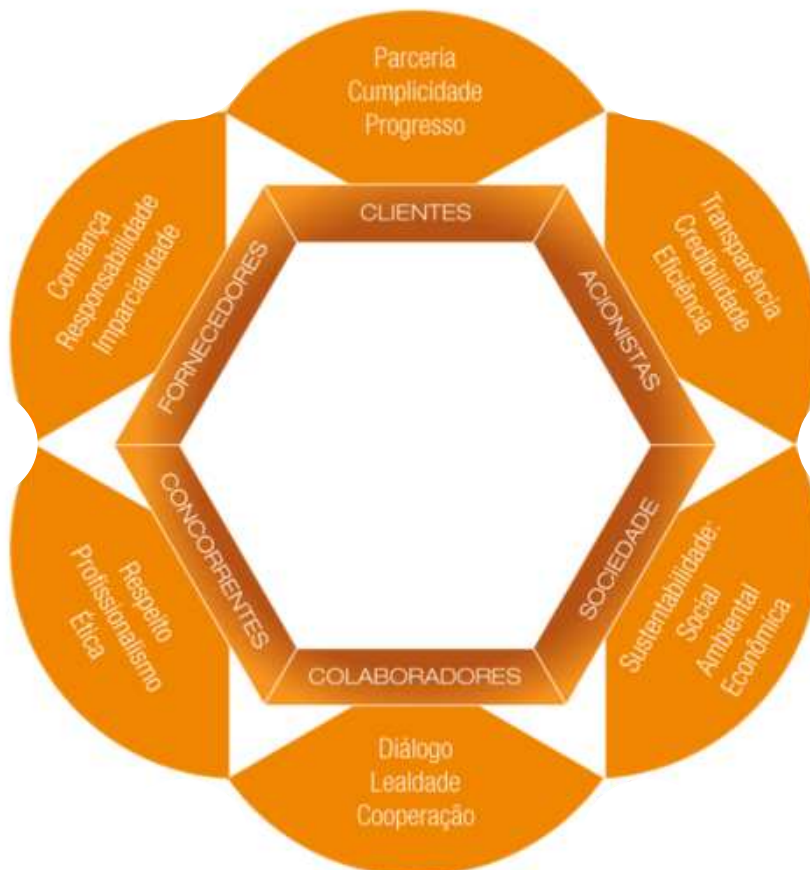 Parceria
Cumplicidade
Progresso
CLIENTES
Transparência
Credibilidade
Eficiência
ACIONISTAS
Sustentabilidade:
Social
Ambiental
Econômica
SOCIEDADE
COLABORADORES
Diálogo
Lealdade
Cooperação
CONCORRENTES
Respeito
Profissionalismo
Ética
FORNECEDORES
Confiança
Responsabilidade
Imparcialidade